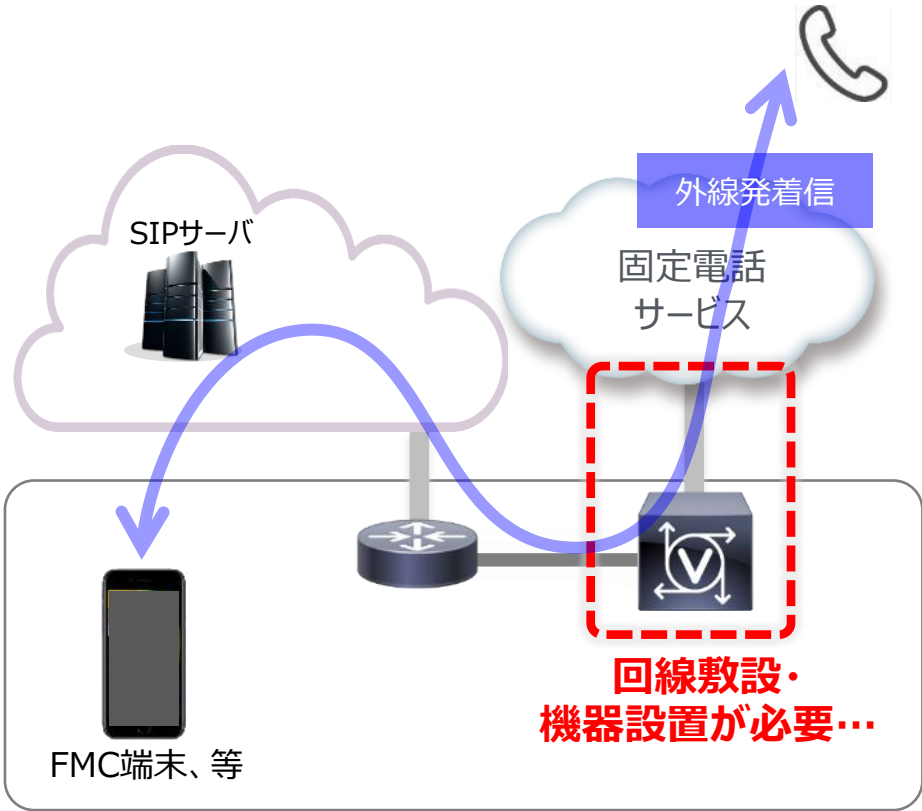 外線発着信
SIPサーバ
固定電話
サービス
V
回線敷設・
機器設置が必要…
FMC端末、等